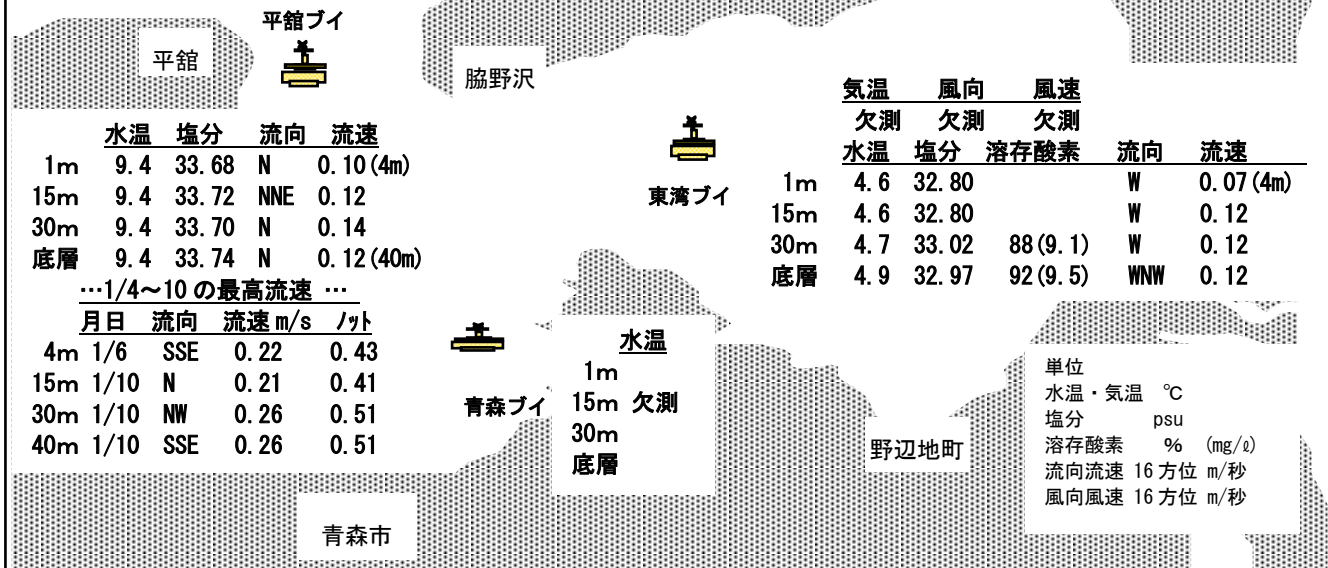 平舘ブイ
平舘
脇野沢
水温 塩分 流向 流速
1m 9.4 33.68 N 0.10(4m)
15m 9.4 33.72 NNE 0.12
30m 9.4 33.70 N 0.14
底層 9.4 33.74 N 0.12(40m)
…1/4～10の最高流速 …
月日 流向 流速m/s ノット
4m 1/6 SSE 0.22 0.43
15m 1/10 N 0.21 0.41
30m 1/10 NW 0.26 0.51
40m 1/10 SSE 0.26 0.51
東湾ブイ
気温 風向 風速
欠測 欠測 欠測
水温 塩分 溶存酸素 流向 流速
1m 4.6 32.80 W 0.07(4m)
15m 4.6 32.80 W 0.12
30m 4.7 33.02 88(9.1) W 0.12
底層 4.9 32.97 92(9.5) WNW 0.12
青森ブイ
水温
1m
15m 欠測
30m
底層
野辺地町
青森市
単位
水温・気温 ℃
塩分 psu
溶存酸素 % (mg/ℓ)
流向流速 16方位 m/秒
風向風速 16方位 m/秒